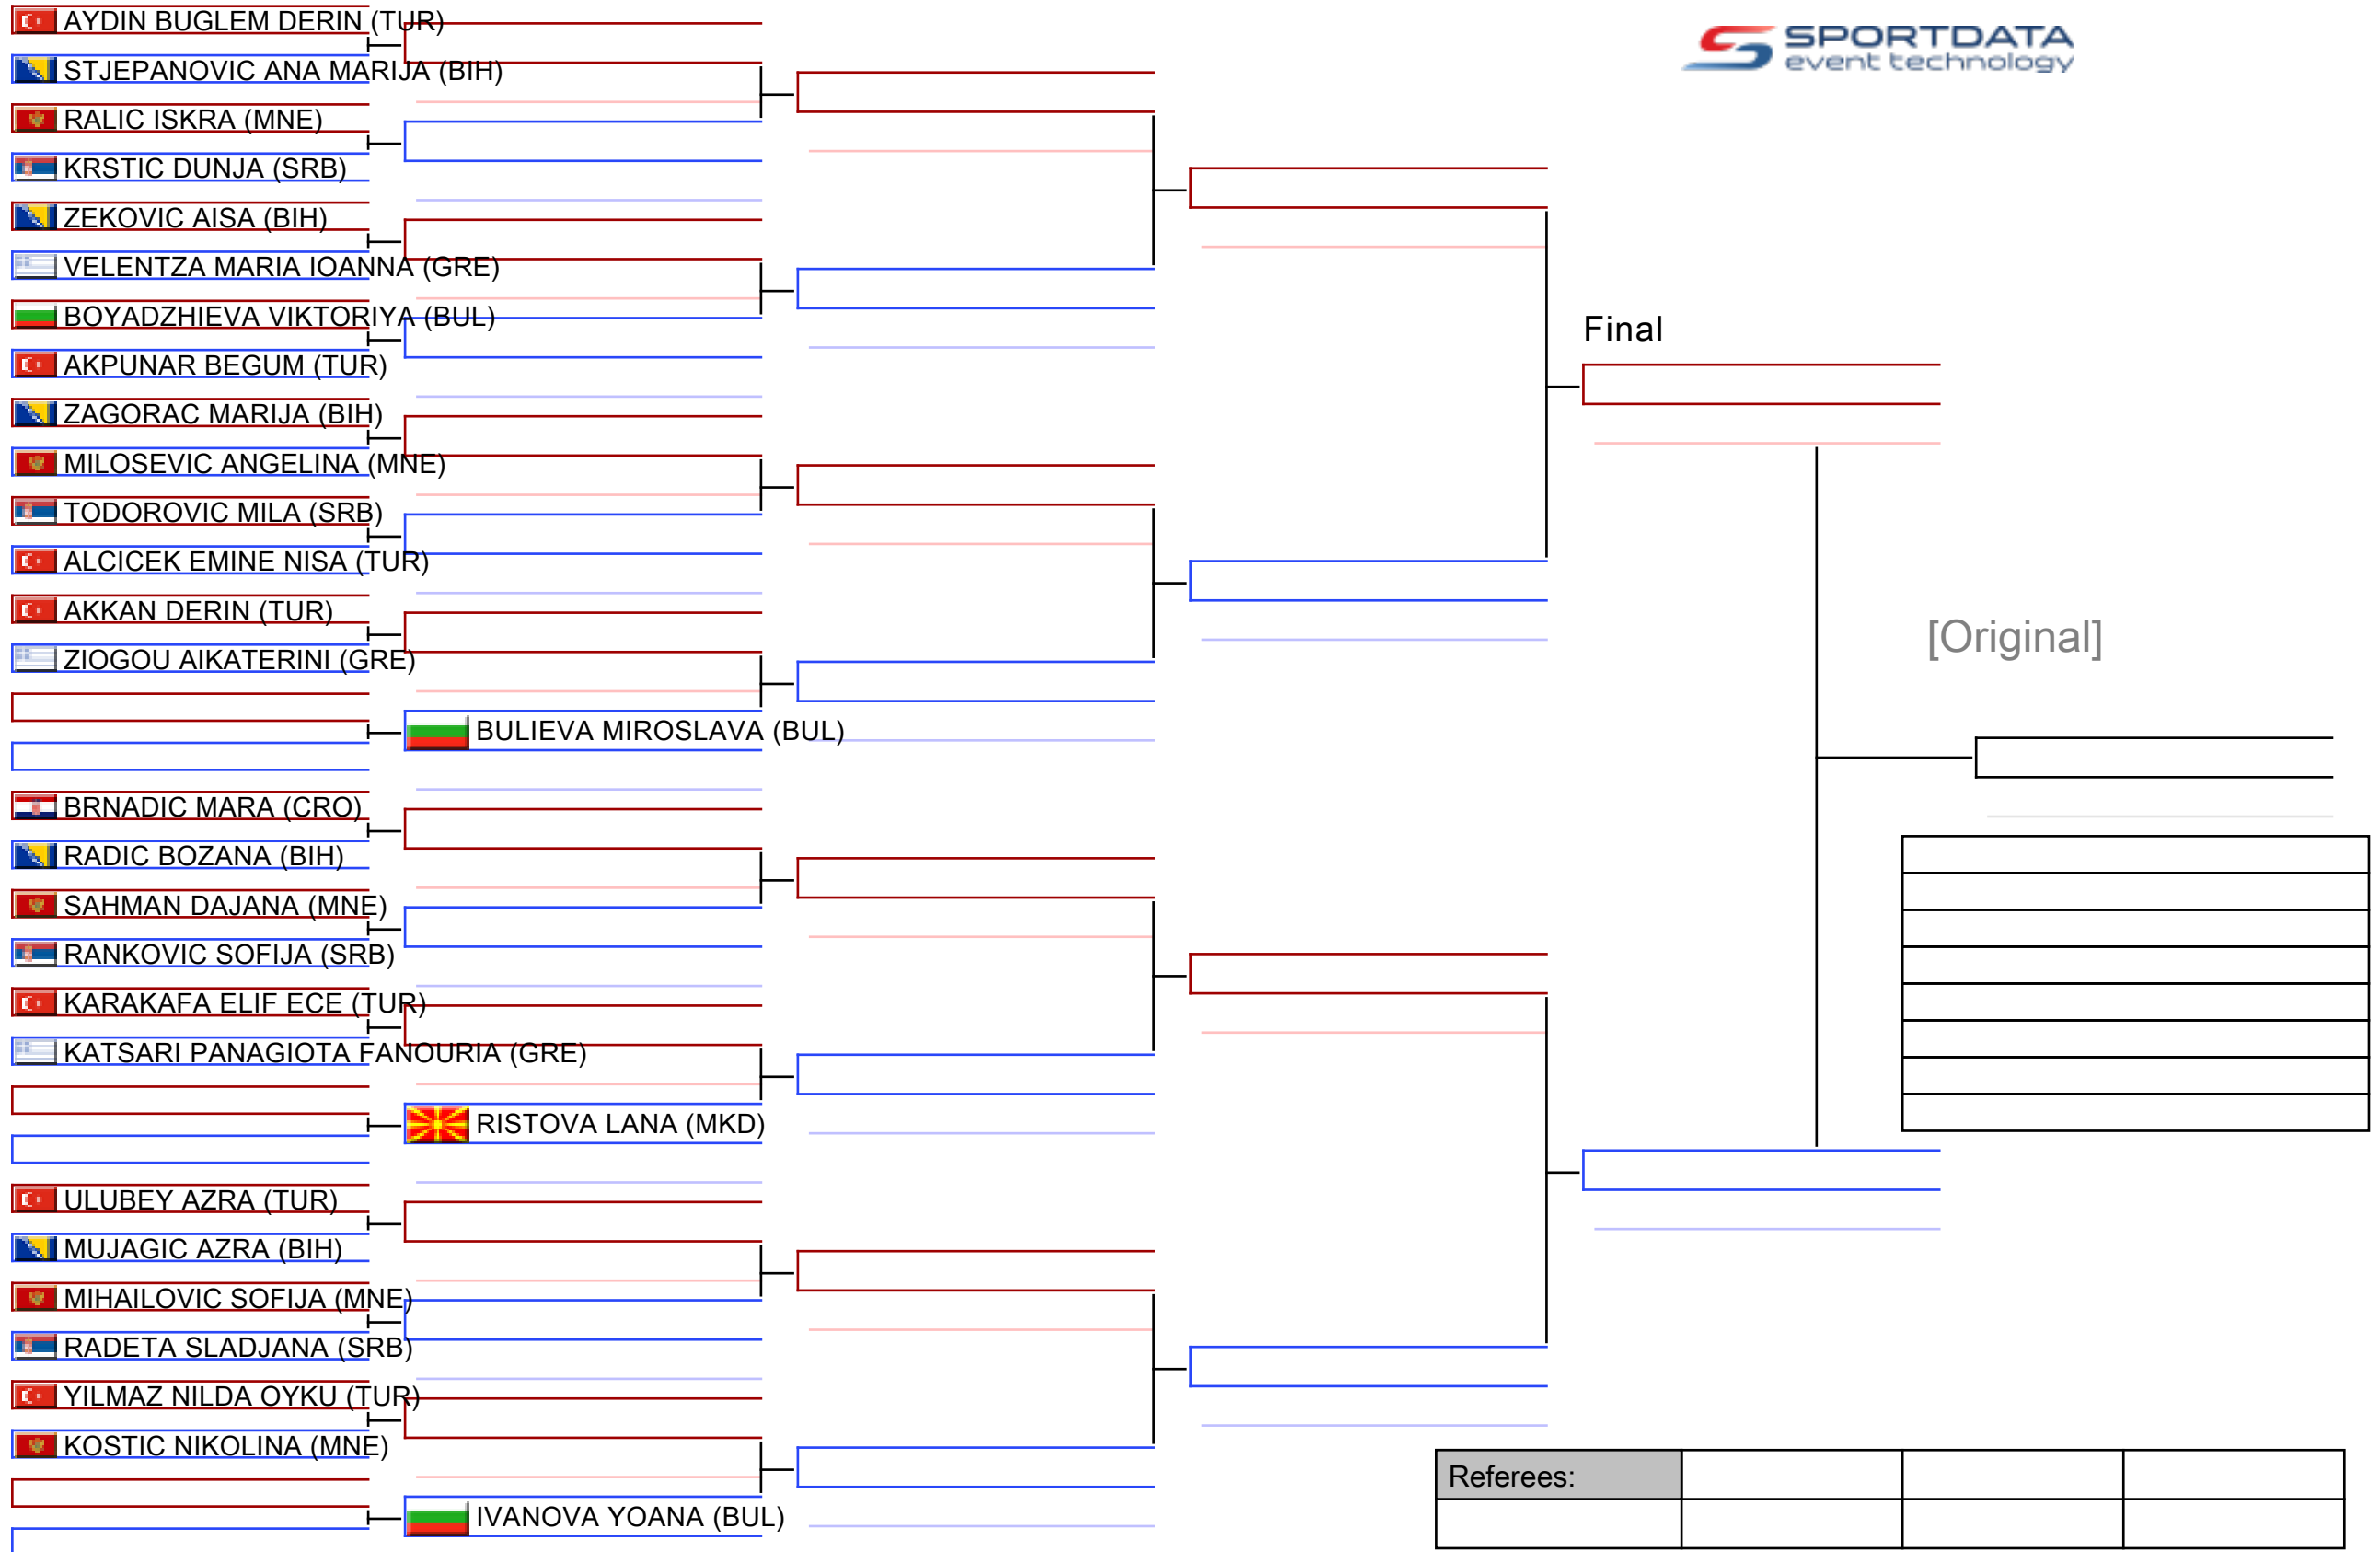 AYDIN BUGLEM DERIN (TUR)
SPORTDATA
event technology
STJEPANOVIC ANA MARIJA (BIH)
RALIC ISKRA (MNE)
KRSTIC DUNJA (SRB)
ZEKOVIC AISA (BIH)
VELENTZA MARIA IOANNA (GRE)
BOYADZHIEVA VIKTORIYA (BUL)
Final
AKPUNAR BEGUM (TUR)
ZAGORAC MARIJA (BIH)
MILOSEVIC ANGELINA (MNE)
TODOROVIC MILA (SRB)
ALCICEK EMINE NISA (TUR)
AKKAN DERIN (TUR)
[Original]
ZIOGOU AIKATERINI (GRE)
BULIEVA MIROSLAVA (BUL)
BRNADIC MARA (CRO)
RADIC BOZANA (BIH)
SAHMAN DAJANA (MNE)
RANKOVIC SOFIJA (SRB)
KARAKAFA ELIF ECE (TUR)
KATSARI PANAGIOTA FANOURIA (GRE)
RISTOVA LANA (MKD)
ULUBEY AZRA (TUR)
MUJAGIC AZRA (BIH)
MIHAILOVIC SOFIJA (MNE)
RADETA SLADJANA (SRB)
YILMAZ NILDA OYKU (TUR)
KOSTIC NIKOLINA (MNE)
Referees:
IVANOVA YOANA (BUL)